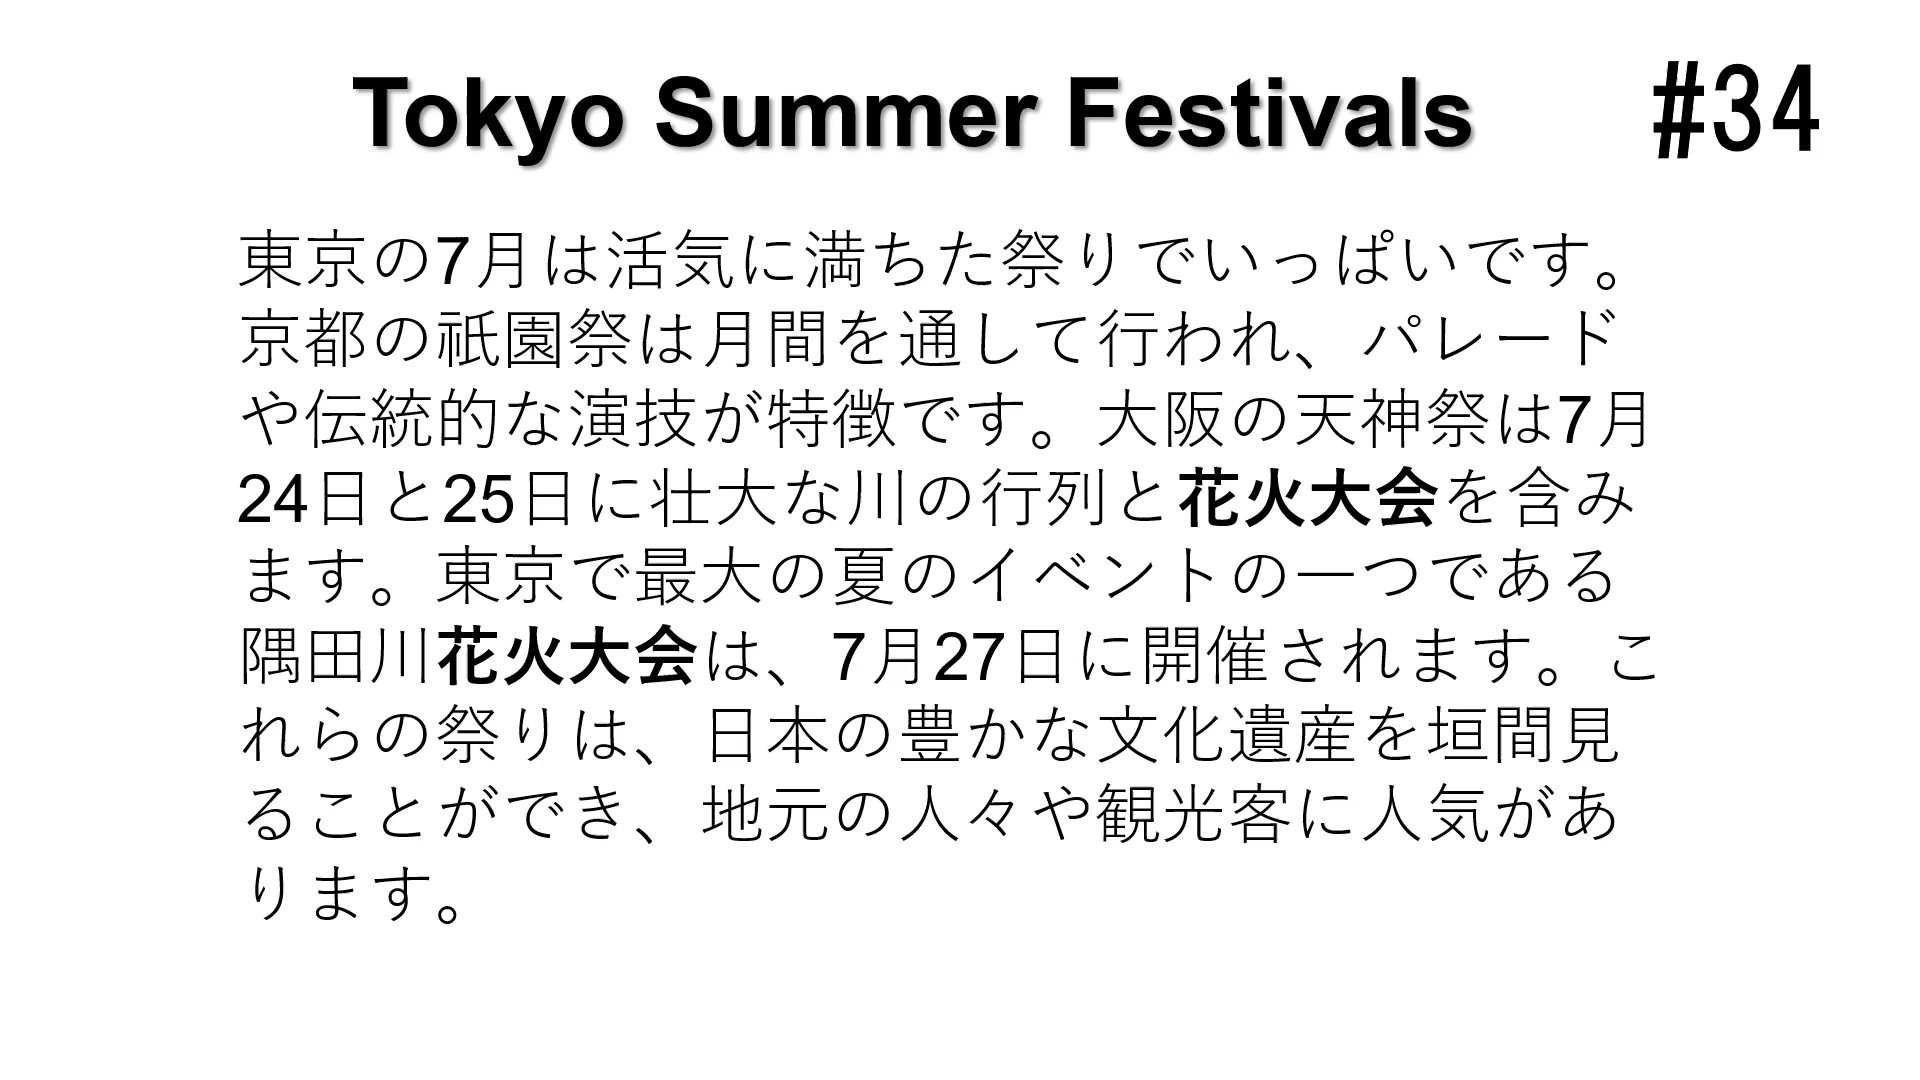 Tokyo Summer Festivals #34
東京の7月は活気に満ちた祭りでいっぱいです。
京都の祇園祭は月間を通して行われ、パレード
や伝統的な演技が特徴です。大阪の天神祭は7月
24日と25日に壮大な川の行列と花火大会を含み
ます。東京で最大の夏のイベントの一つである
隅田川花火大会は、7月27日に開催されます。こ
れらの祭りは、日本の豊かな文化遺産を垣間見
ることができ、地元の人々や観光客に人気があ
ります。